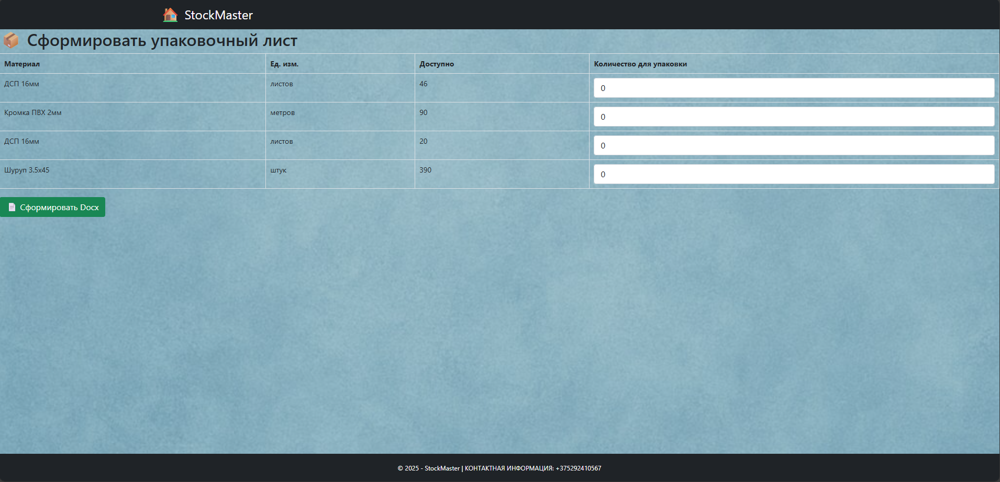 StockMaster
Сформировать упаковочный лист
Материал Ед. изм. Доступно Количество для упаковки
ДСП 16мм листов 46 0
Кромка ПВХ 2мм метров 90 0
ДСП 16мм листов 20 0
Шуруп 3.5x45 штук 390 0
Сформировать Docx
© 2025 - StockMaster | КОНТАКТНАЯ ИНФОРМАЦИЯ: +375292410567